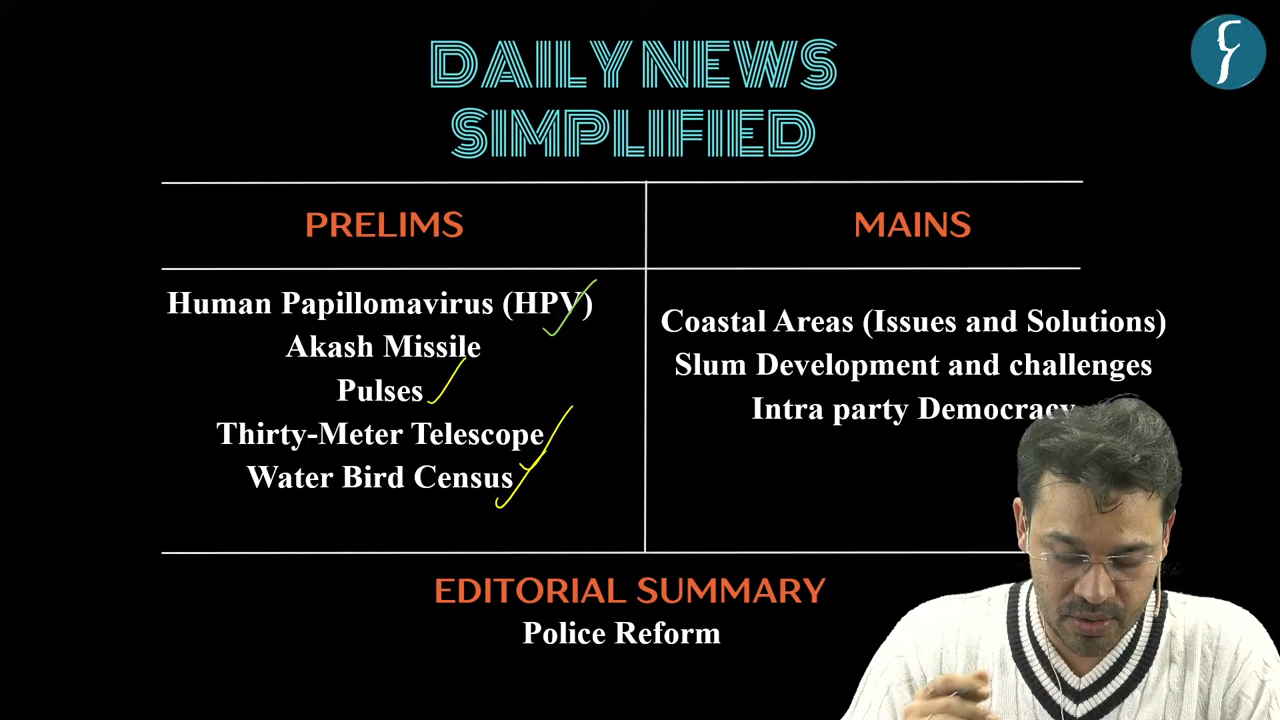 DAILY NEWS
SIMPLIFIED
PRELIMS
MAINS
Human Papillomavirus (HPV)
Akash Missile
Pulses
Thirty-Meter Telescope
Water Bird Census
Coastal Areas (Issues and Solutions)
Slum Development and challenges
Intra party Democracy
EDITORIAL SUMMARY
Police Reform